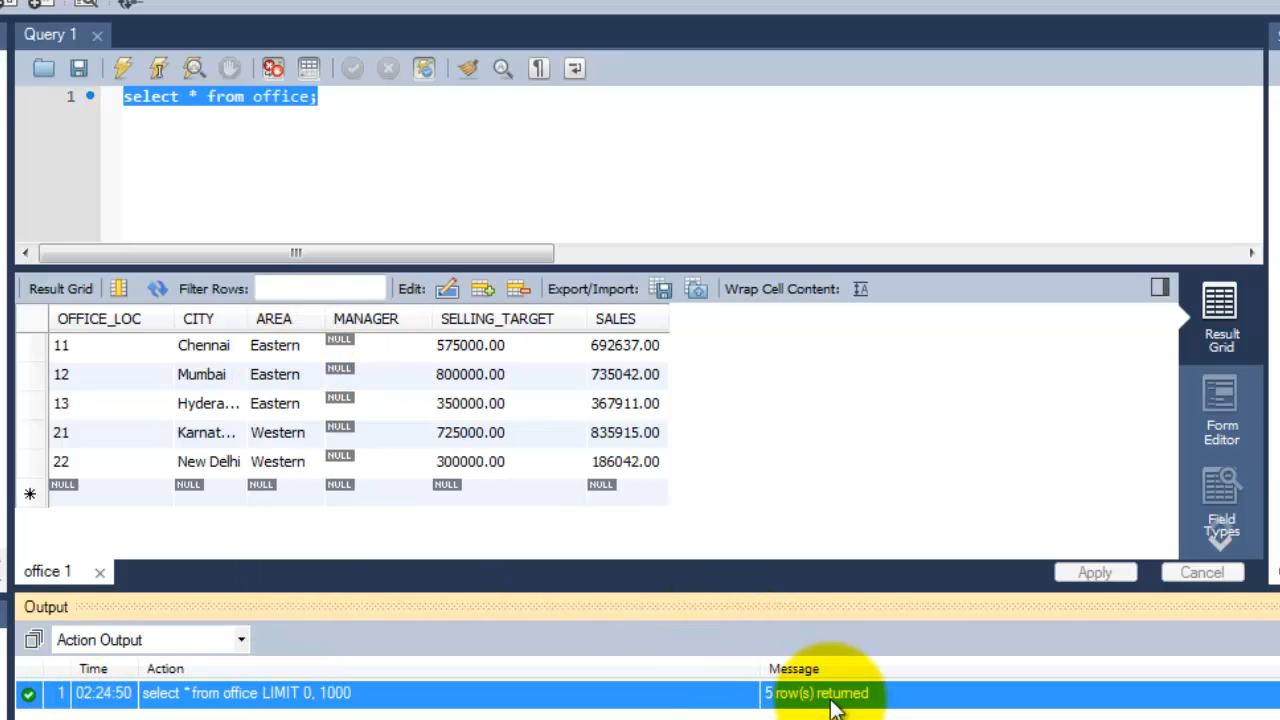 Query 1
1 select * from office;
Result Grid Filter Rows: Edit: Export/Import: Wrap Cell Content:
OFFICE_LOC CITY AREA MANAGER SELLING_TARGET SALES
11 Chennai Eastern NULL 575000.00 692637.00
12 Mumbai Eastern NULL 800000.00 735042.00
13 Hydera... Eastern NULL 350000.00 367911.00
21 Karnat... Western NULL 725000.00 835915.00
22 New Delhi Western NULL 300000.00 186042.00
NULL NULL NULL NULL NULL NULL
Result
Grid
Form
Editor
Field
Types
office 1
Apply Cancel
Output
Action Output
Time Action Message
1 02:24:50 select * from office LIMIT 0, 1000 5 row(s) returned